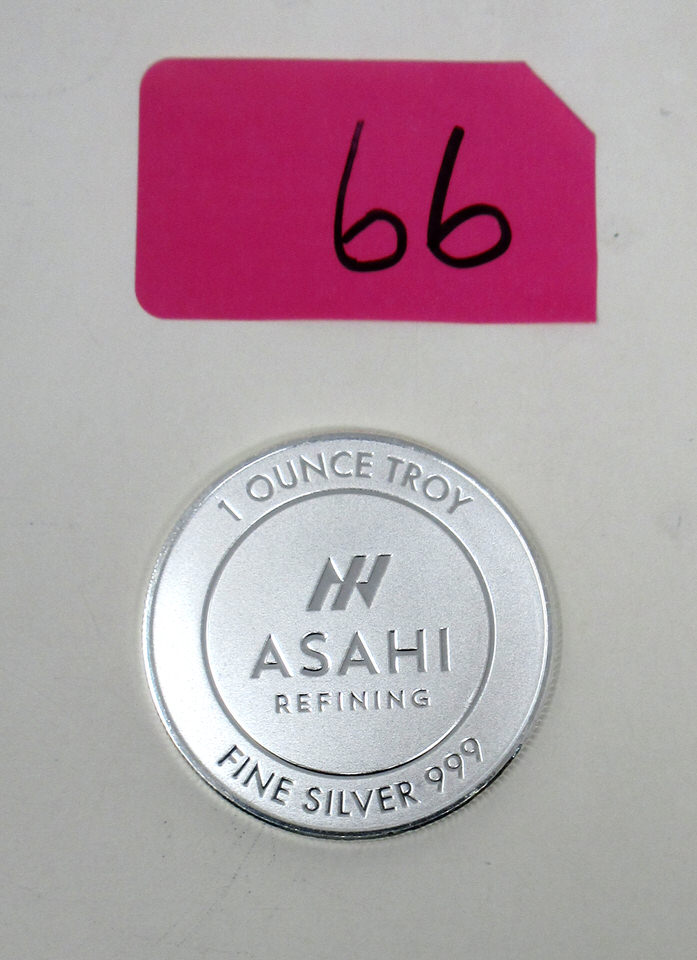 66
1 OUNCE TROY
ASAHI
REFINING
FINE SILVER 999